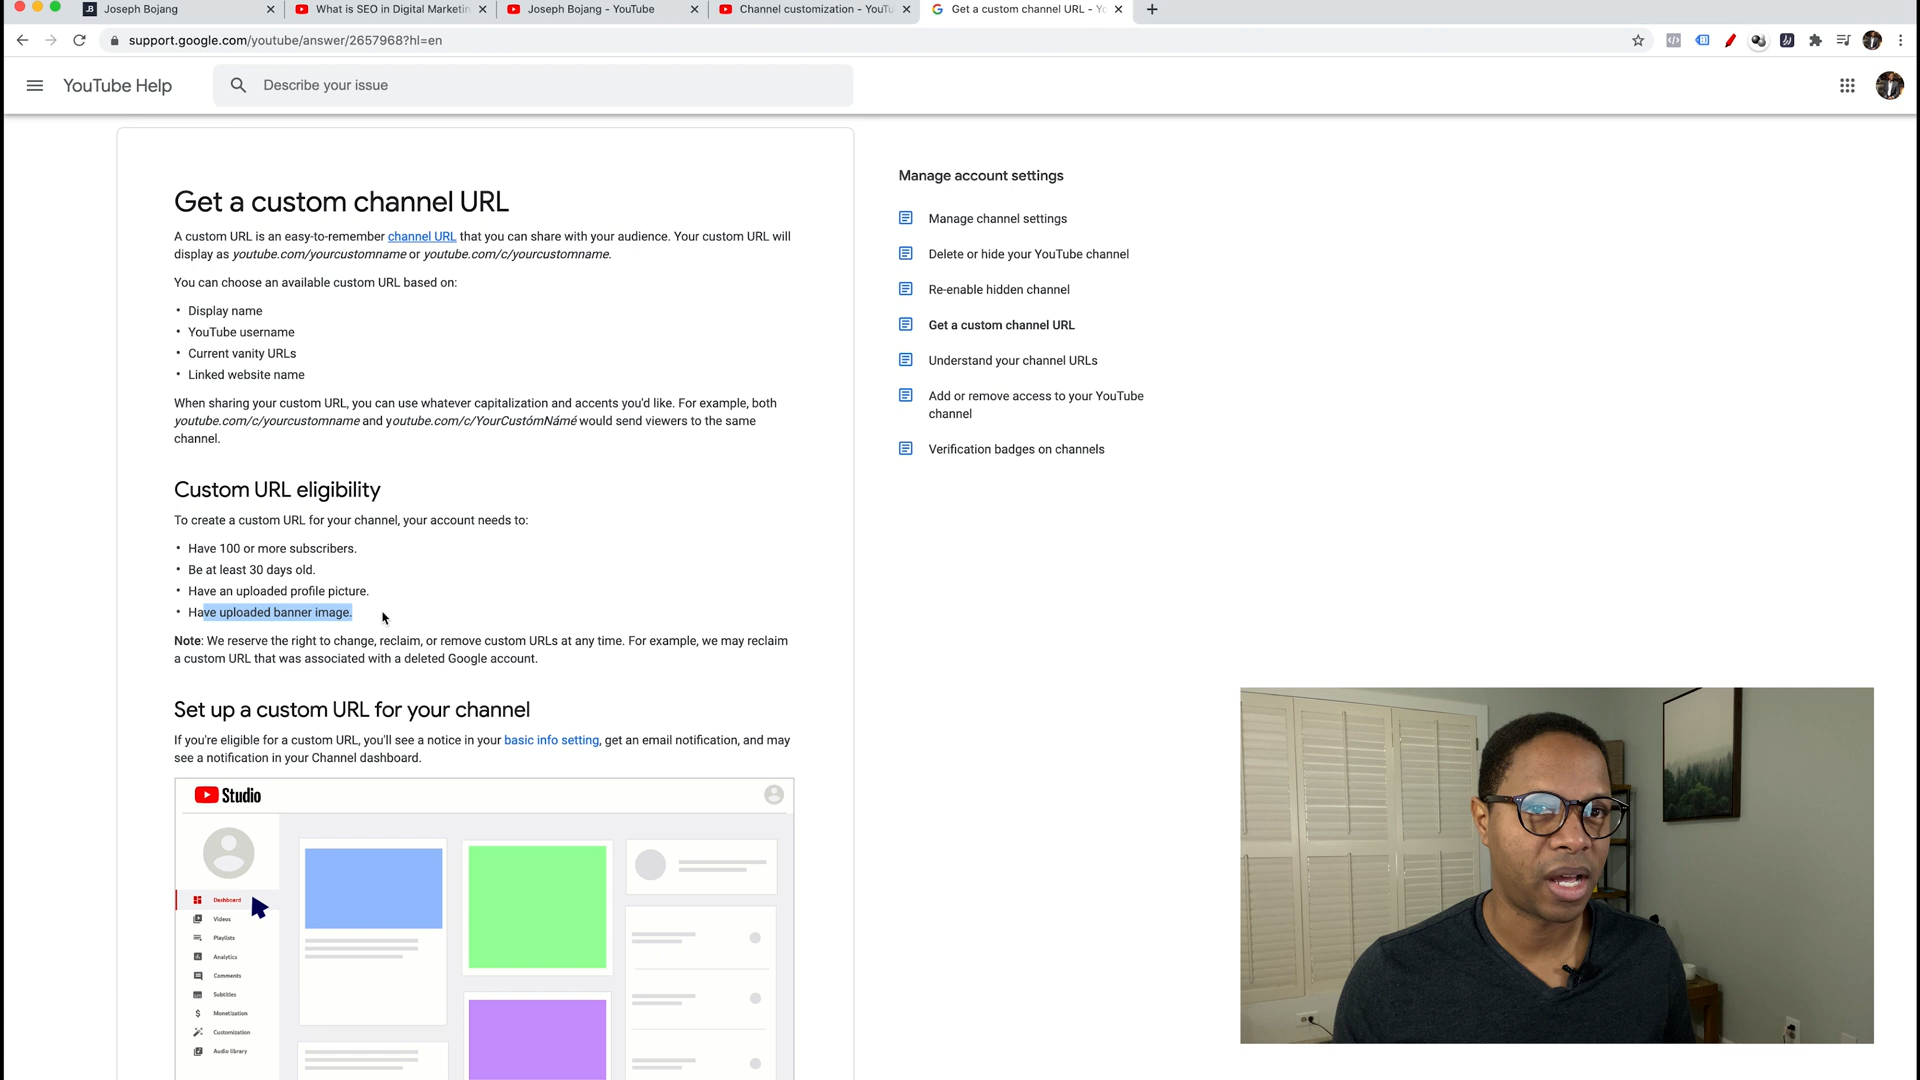 Joseph Bojang
What is SEO in Digital Marketin
Joseph Bojang - YouTube
Channel customization - YouTu
Get a custom channel URL - Yo
support.google.com/youtube/answer/2657968?hl=en
YouTube Help
Describe your issue
Get a custom channel URL
A custom URL is an easy-to-remember channel URL that you can share with your audience. Your custom URL will
display as youtube.com/yourcustomname or youtube.com/c/yourcustomname.
You can choose an available custom URL based on:
• Display name
• YouTube username
• Current vanity URLs
• Linked website name
When sharing your custom URL, you can use whatever capitalization and accents you'd like. For example, both
youtube.com/c/yourcustomname and youtube.com/c/YourCustómNámé would send viewers to the same
channel.
Custom URL eligibility
To create a custom URL for your channel, your account needs to:
• Have 100 or more subscribers.
• Be at least 30 days old.
• Have an uploaded profile picture.
• Have uploaded banner image.
Note: We reserve the right to change, reclaim, or remove custom URLs at any time. For example, we may reclaim
a custom URL that was associated with a deleted Google account.
Set up a custom URL for your channel
If you're eligible for a custom URL, you'll see a notice in your basic info setting, get an email notification, and may
see a notification in your Channel dashboard.
Studio
Dashboard
Videos
Playlists
Analytics
Comments
Subtitles
Monetization
Customization
Audio library
Manage account settings
Manage channel settings
Delete or hide your YouTube channel
Re-enable hidden channel
Get a custom channel URL
Understand your channel URLs
Add or remove access to your YouTube
channel
Verification badges on channels